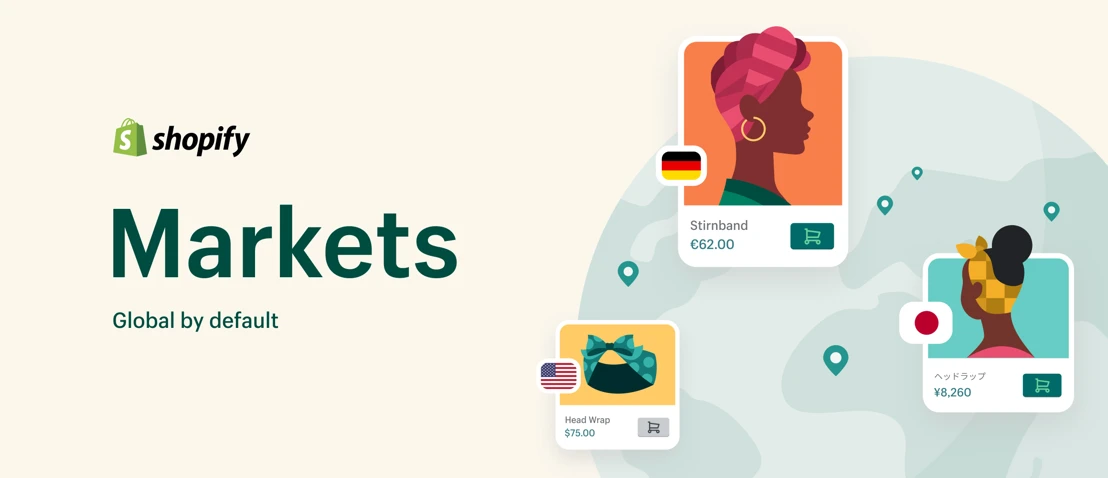 shopify
Markets
Global by default
Stirnband
€62.00
ヘッドラップ
¥8,260
Head Wrap
$75.00